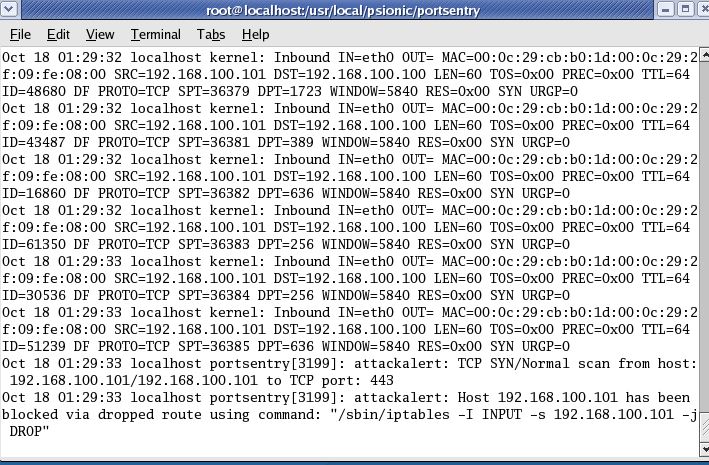 root@localhost:/usr/local/psionic/portsentry
File Edit View Terminal Tabs Help
Oct 18 01:29:32 localhost kernel: Inbound IN=eth0 OUT= MAC=00:0c:29:cb:b0:1d:00:0c:29:2
f:09:fe:08:00 SRC=192.168.100.101 DST=192.168.100.100 LEN=60 TOS=0x00 PREC=0x00 TTL=64
ID=48680 DF PROTO=TCP SPT=36379 DPT=1723 WINDOW=5840 RES=0x00 SYN URGP=0
Oct 18 01:29:32 localhost kernel: Inbound IN=eth0 OUT= MAC=00:0c:29:cb:b0:1d:00:0c:29:2
f:09:fe:08:00 SRC=192.168.100.101 DST=192.168.100.100 LEN=60 TOS=0x00 PREC=0x00 TTL=64
ID=43487 DF PROTO=TCP SPT=36381 DPT=389 WINDOW=5840 RES=0x00 SYN URGP=0
Oct 18 01:29:32 localhost kernel: Inbound IN=eth0 OUT= MAC=00:0c:29:cb:b0:1d:00:0c:29:2
f:09:fe:08:00 SRC=192.168.100.101 DST=192.168.100.100 LEN=60 TOS=0x00 PREC=0x00 TTL=64
ID=16860 DF PROTO=TCP SPT=36382 DPT=636 WINDOW=5840 RES=0x00 SYN URGP=0
Oct 18 01:29:32 localhost kernel: Inbound IN=eth0 OUT= MAC=00:0c:29:cb:b0:1d:00:0c:29:2
f:09:fe:08:00 SRC=192.168.100.101 DST=192.168.100.100 LEN=60 TOS=0x00 PREC=0x00 TTL=64
ID=61350 DF PROTO=TCP SPT=36383 DPT=256 WINDOW=5840 RES=0x00 SYN URGP=0
Oct 18 01:29:33 localhost kernel: Inbound IN=eth0 OUT= MAC=00:0c:29:cb:b0:1d:00:0c:29:2
f:09:fe:08:00 SRC=192.168.100.101 DST=192.168.100.100 LEN=60 TOS=0x00 PREC=0x00 TTL=64
ID=30536 DF PROTO=TCP SPT=36384 DPT=256 WINDOW=5840 RES=0x00 SYN URGP=0
Oct 18 01:29:33 localhost kernel: Inbound IN=eth0 OUT= MAC=00:0c:29:cb:b0:1d:00:0c:29:2
f:09:fe:08:00 SRC=192.168.100.101 DST=192.168.100.100 LEN=60 TOS=0x00 PREC=0x00 TTL=64
ID=51239 DF PROTO=TCP SPT=36385 DPT=636 WINDOW=5840 RES=0x00 SYN URGP=0
Oct 18 01:29:33 localhost portsentry[3199]: attackalert: TCP SYN/Normal scan from host:
192.168.100.101/192.168.100.101 to TCP port: 443
Oct 18 01:29:33 localhost portsentry[3199]: attackalert: Host 192.168.100.101 has been
blocked via dropped route using command: "/sbin/iptables -I INPUT -s 192.168.100.101 -j
DROP"